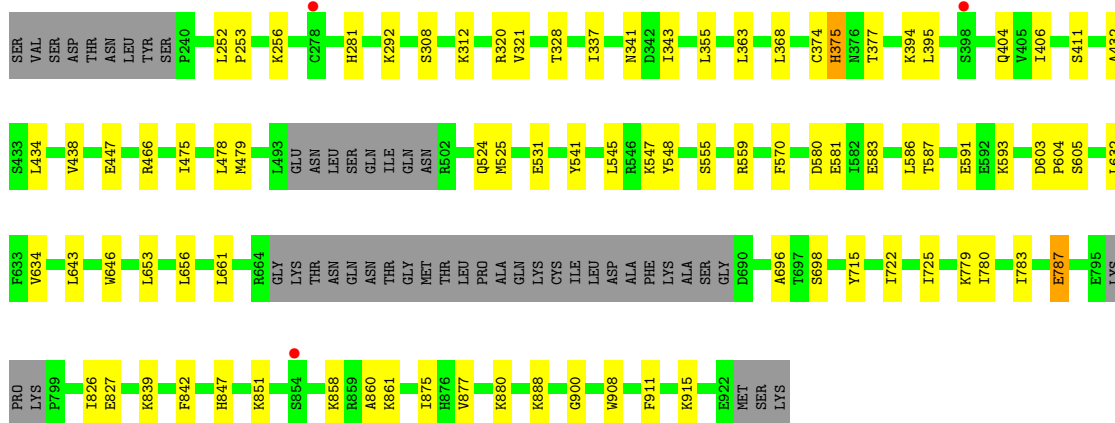 SER VAL SER ASP THR ASN LEU TYR SER P240 L252 P253 K256 C278 H281 K292 S308 K312 R320 V321 T328 I337 N341 D342 I343 L355 L363 L368 C374 H375 N376 T377 K394 L395 S398 Q404 V405 I406 S411 A432
S433 L434 V438 E447 R466 I475 L478 M479 L493 GLU ASN LEU SER GLN ILE GLN ASN R502 Q524 M525 E531 Y541 L545 R546 K547 Y548 S555 R559 F570 D580 E581 I582 E583 L586 T587 E591 E592 K593 D603 P604 S605 L632
F633 V634 L643 W646 L653 L656 L661 R664 GLY LYS THR ASN GLN ASN THR GLY MET THR LEU PRO ALA GLN LYS CYS ILE LEU ASP ALA PHE LYS ALA SER GLY D690 A696 T697 S698 Y715 I722 I725 K779 I780 I783 E787 E795 LYS
PRO LYS P799 I826 E827 K839 F842 H847 K851 S854 K858 R859 A860 K861 I875 H876 V877 K880 K888 G900 W908 F911 K915 E922 MET SER LYS